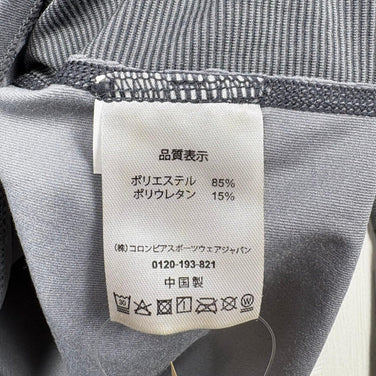 品質表示
ポリエステル 85%
ポリウレタン 15%
(株)コロンビアスポーツウェアジャパン
0120-193-821
中国製